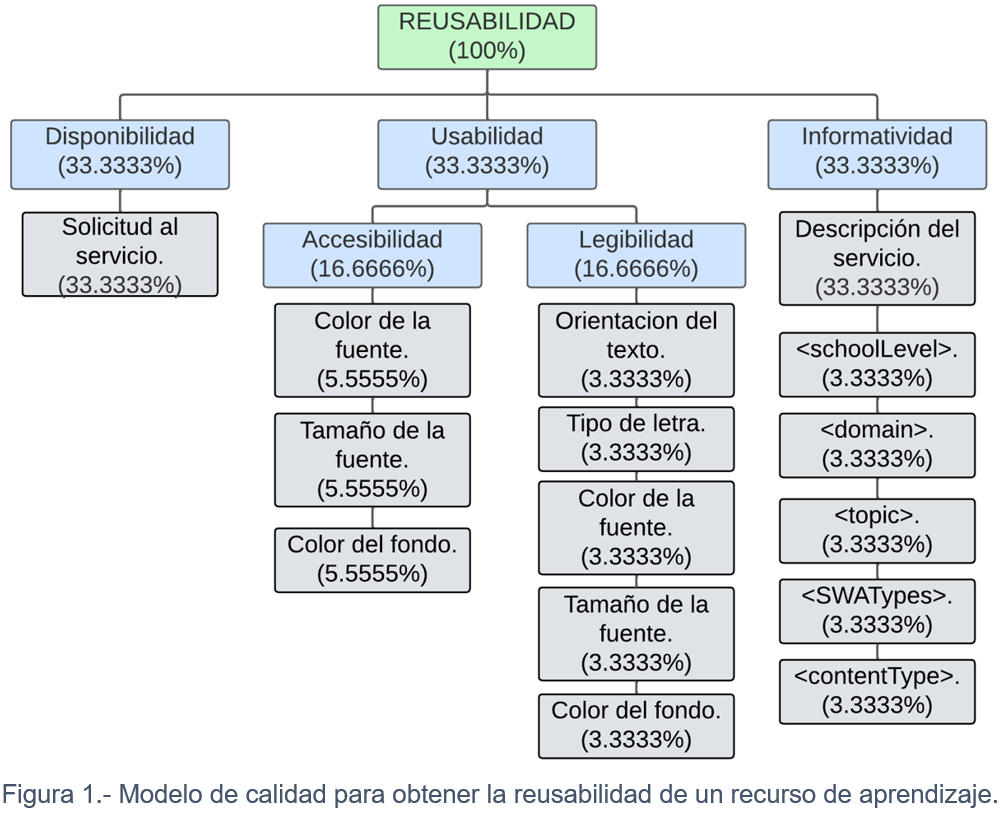 REUSABILIDAD
(100%)
Disponibilidad
(33.3333%)
Solicitud al
servicio.
(33.3333%)
Usabilidad
(33.3333%)
Accesibilidad
(16.6666%)
Color de la
fuente.
(5.5555%)
Tamaño de la
fuente.
(5.5555%)
Color del fondo.
(5.5555%)
Legibilidad
(16.6666%)
Orientacion del
texto.
(3.3333%)
Tipo de letra.
(3.3333%)
Color de la
fuente.
(3.3333%)
Tamaño de la
fuente.
(3.3333%)
Color del fondo.
(3.3333%)
Informatividad
(33.3333%)
Descripción del
servicio.
(33.3333%)
<schoolLevel>.
(3.3333%)
<domain>.
(3.3333%)
<topic>.
(3.3333%)
<SWATypes>.
(3.3333%)
<contentType>.
(3.3333%)
Figura 1.- Modelo de calidad para obtener la reusabilidad de un recurso de aprendizaje.